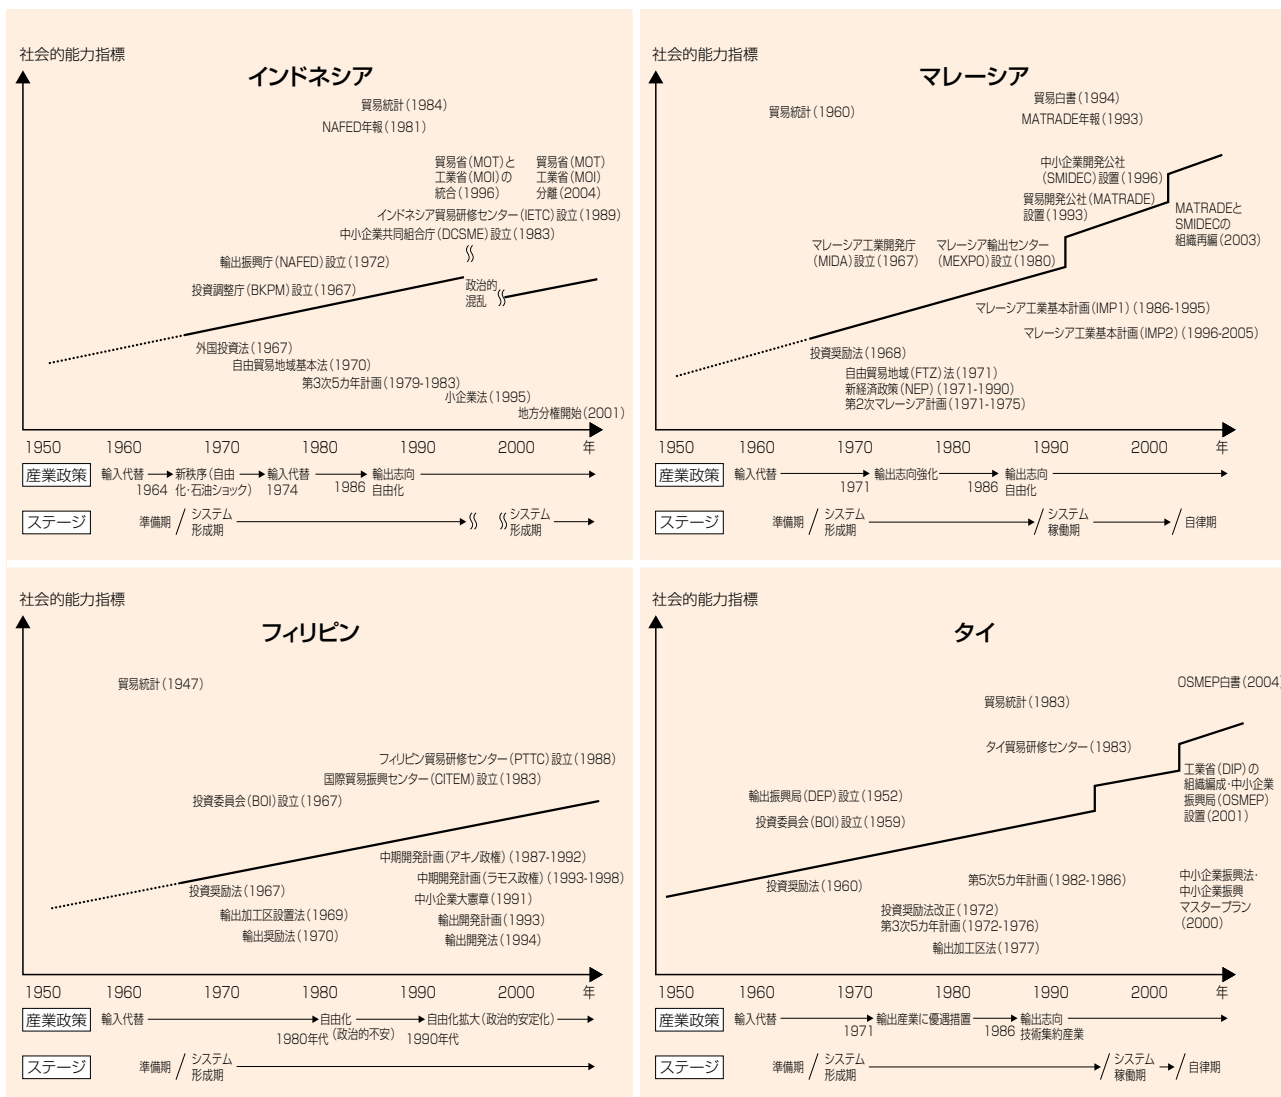 社会的能力指標
インドネシア
貿易統計(1984)
NAFED年報(1981)
貿易省(MOT)と
工業省(MOI)の
統合(1996)
貿易省(MOT)
工業省(MOI)
分離(2004)
インドネシア貿易研修センター(IETC)設立(1989)
中小企業共同組合庁(DCSME)設立(1983)
輸出振興庁(NAFED)設立(1972)
投資調整庁(BKPM)設立(1967)
政治的
混乱
外国投資法(1967)
自由貿易地域基本法(1970)
第3次5カ年計画(1979-1983)
小企業法(1995)
地方分権開始(2001)
1950 1960 1970 1980 1990 2000 年
産業政策 輸入代替 新秩序(自由 輸入代替 輸出志向
1964 化・石油ショック) 1974 1986 自由化
ステージ 準備期 システム システム
形成期 形成期
社会的能力指標
マレーシア
貿易統計(1960)
貿易白書(1994)
MATRADE年報(1993)
中小企業開発公社
(SMIDEC)設置(1996)
貿易開発公社(MATRADE)
設置(1993)
MATRADEと
SMIDECの
組織再編(2003)
マレーシア工業開発庁
(MIDA)設立(1967)
マレーシア輸出センター
(MEXPO)設立(1980)
マレーシア工業基本計画(IMP1)(1986-1995)
マレーシア工業基本計画(IMP2)(1996-2005)
投資奨励法(1968)
自由貿易地域(FTZ)法(1971)
新経済政策(NEP)(1971-1990)
第2次マレーシア計画(1971-1975)
1950 1960 1970 1980 1990 2000 年
産業政策 輸入代替 輸出志向強化 輸出志向
1971 1986 自由化
ステージ 準備期 システム システム 自律期
形成期 稼働期
社会的能力指標
フィリピン
貿易統計(1947)
フィリピン貿易研修センター(PTTC)設立(1988)
国際貿易振興センター(CITEM)設立(1983)
投資委員会(BOI)設立(1967)
中期開発計画(アキノ政権)(1987-1992)
中期開発計画(ラモス政権)(1993-1998)
中小企業大憲章(1991)
輸出開発計画(1993)
輸出開発法(1994)
投資奨励法(1967)
輸出加工区設置法(1969)
輸出奨励法(1970)
1950 1960 1970 1980 1990 2000 年
産業政策 輸入代替 自由化 自由化拡大(政治的安定化)
1980年代 (政治的不安) 1990年代
ステージ 準備期 システム
形成期
社会的能力指標
タイ
OSMEP白書(2004)
貿易統計(1983)
タイ貿易研修センター(1983)
輸出振興局(DEP)設立(1952)
投資委員会(BOI)設立(1959)
工業省(DIP)の
組織編成・中小企業
振興局(OSMEP)
設置(2001)
投資奨励法(1960)
第5次5カ年計画(1982-1986)
投資奨励法改正(1972)
第3次5カ年計画(1972-1976)
輸出加工区法(1977)
中小企業振興法・
中小企業振興
マスタープラン
(2000)
1950 1960 1970 1980 1990 2000 年
産業政策 輸入代替 輸出産業に優遇措置 輸出志向
1971 1986 技術集約産業
ステージ 準備期 システム システム 自律期
形成期 稼働期